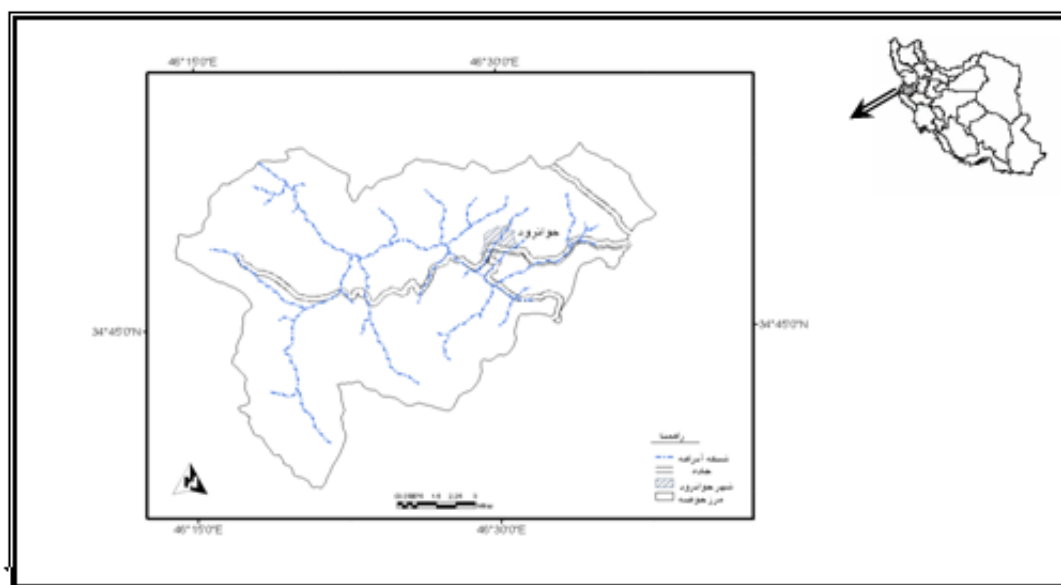 46°15'0"E
46°30'0"E
جوانرود
34°45'0"N
34°45'0"N
راهنما
شبکه آبراهه
جاده
شهر جوانرود
مرز حوضه
46°15'0"E
46°30'0"E